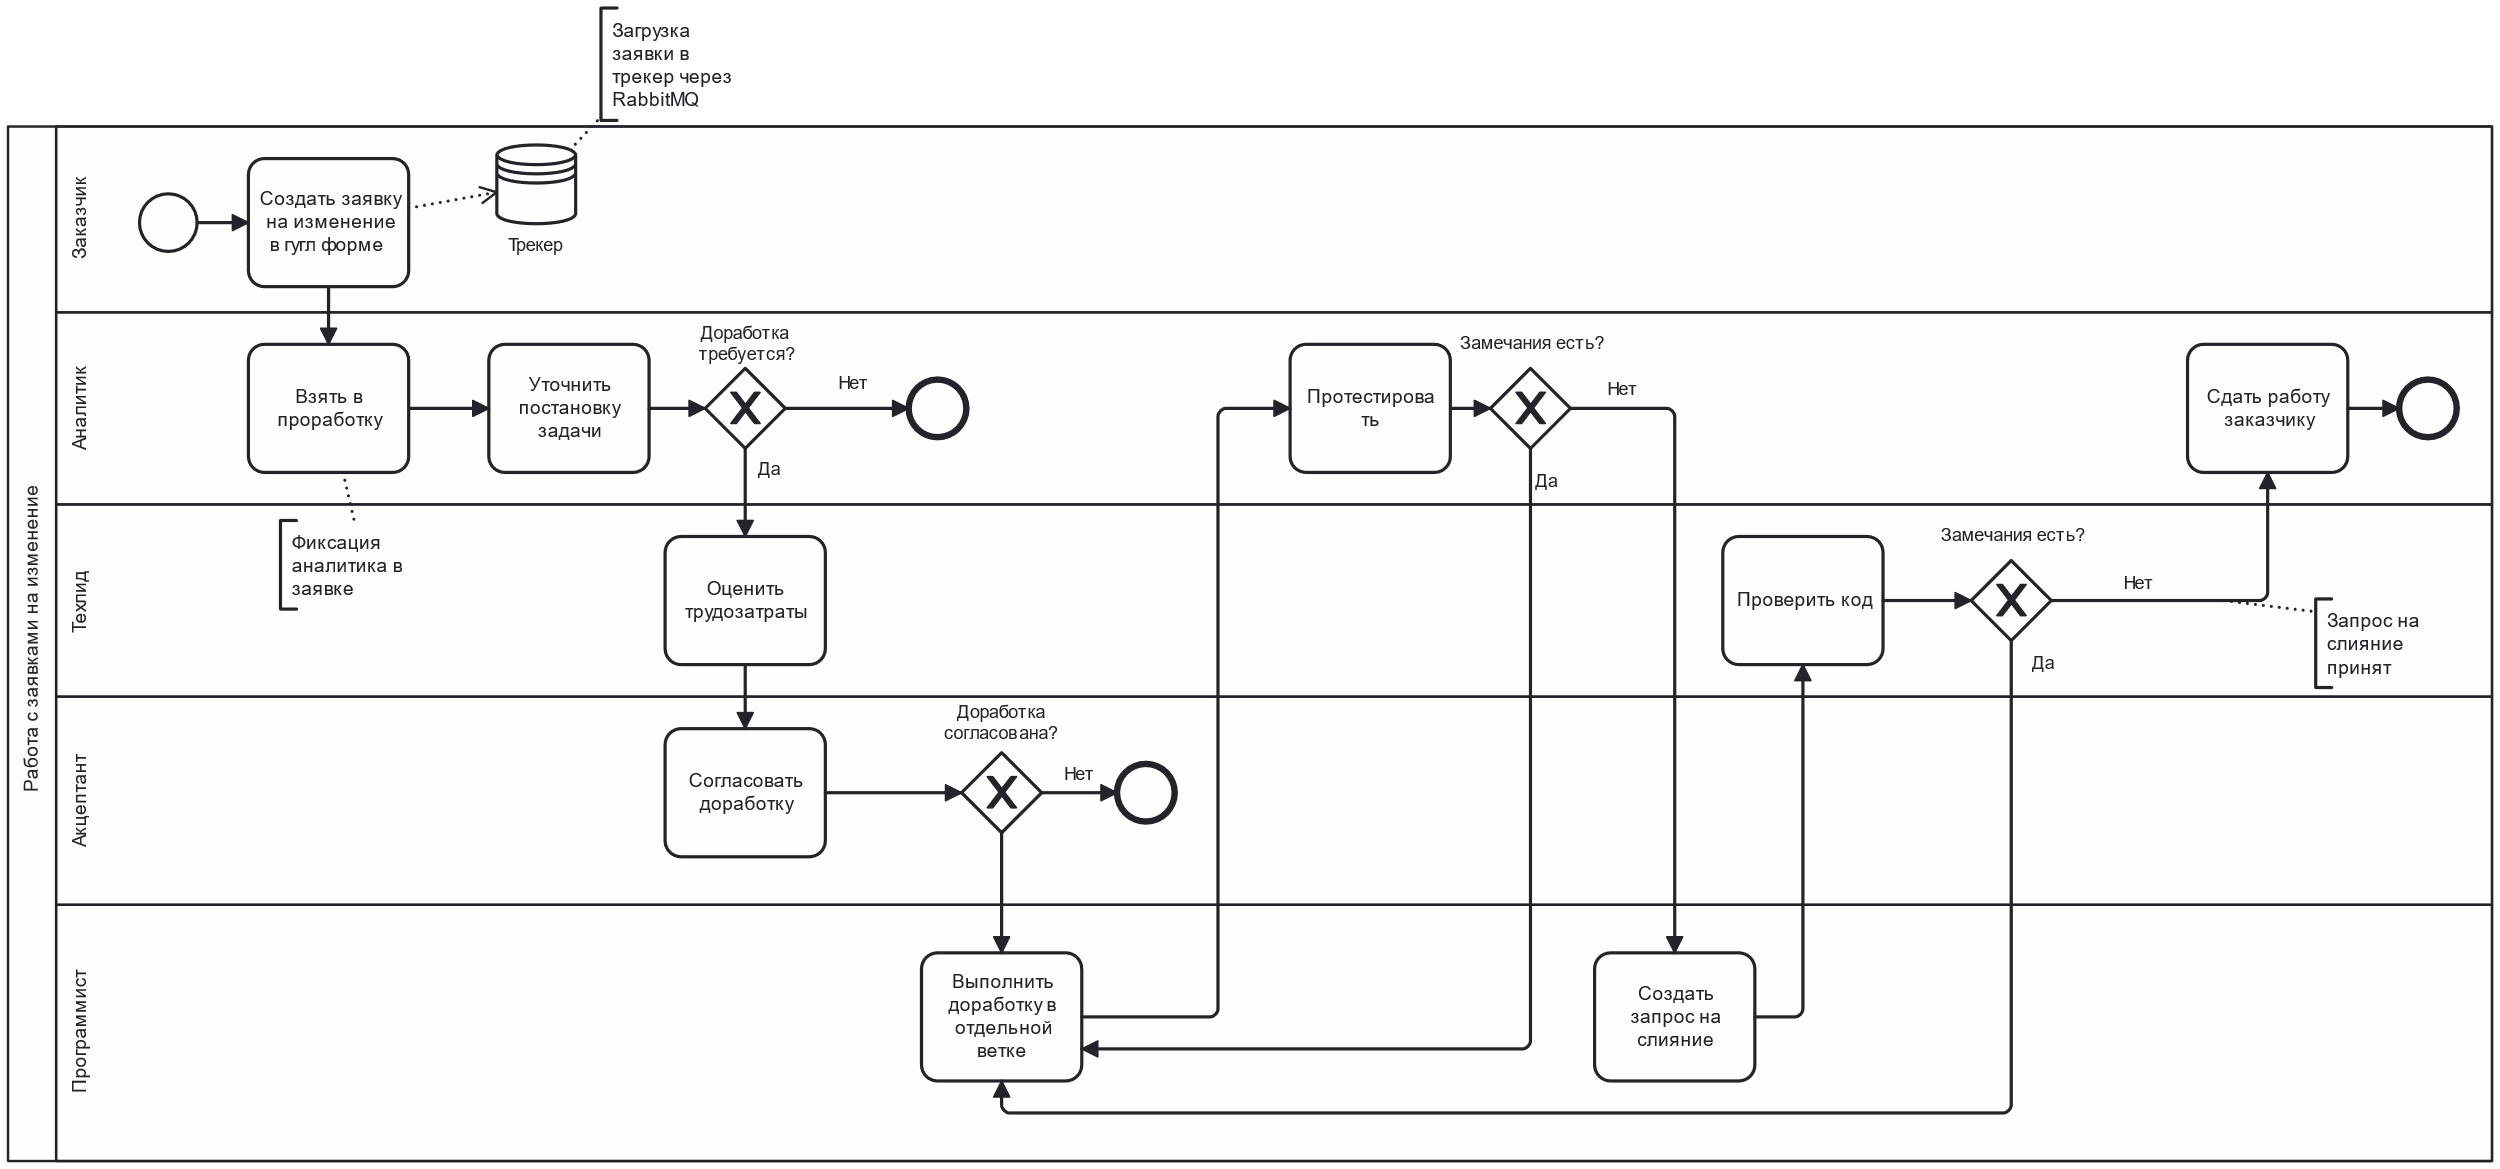 Загрузка
заявки в
трекер через
RabbitMQ
Работа с заявками на изменение
Заказчик
Создать заявку
на изменение
в гугл форме
Трекер
Аналитик
Взять в
проработку
Уточнить
постановку
задачи
Доработка
требуется?
Нет
Да
Протестирова
ть
Замечания есть?
Нет
Да
Сдать работу
заказчику
Техлид
Фиксация
аналитика в
заявке
Оценить
трудозатраты
Проверить код
Замечания есть?
Нет
Да
Запрос на
слияние
принят
Акцептант
Согласовать
доработку
Доработка
согласована?
Нет
Программист
Выполнить
доработку в
отдельной
ветке
Создать
запрос на
слияние